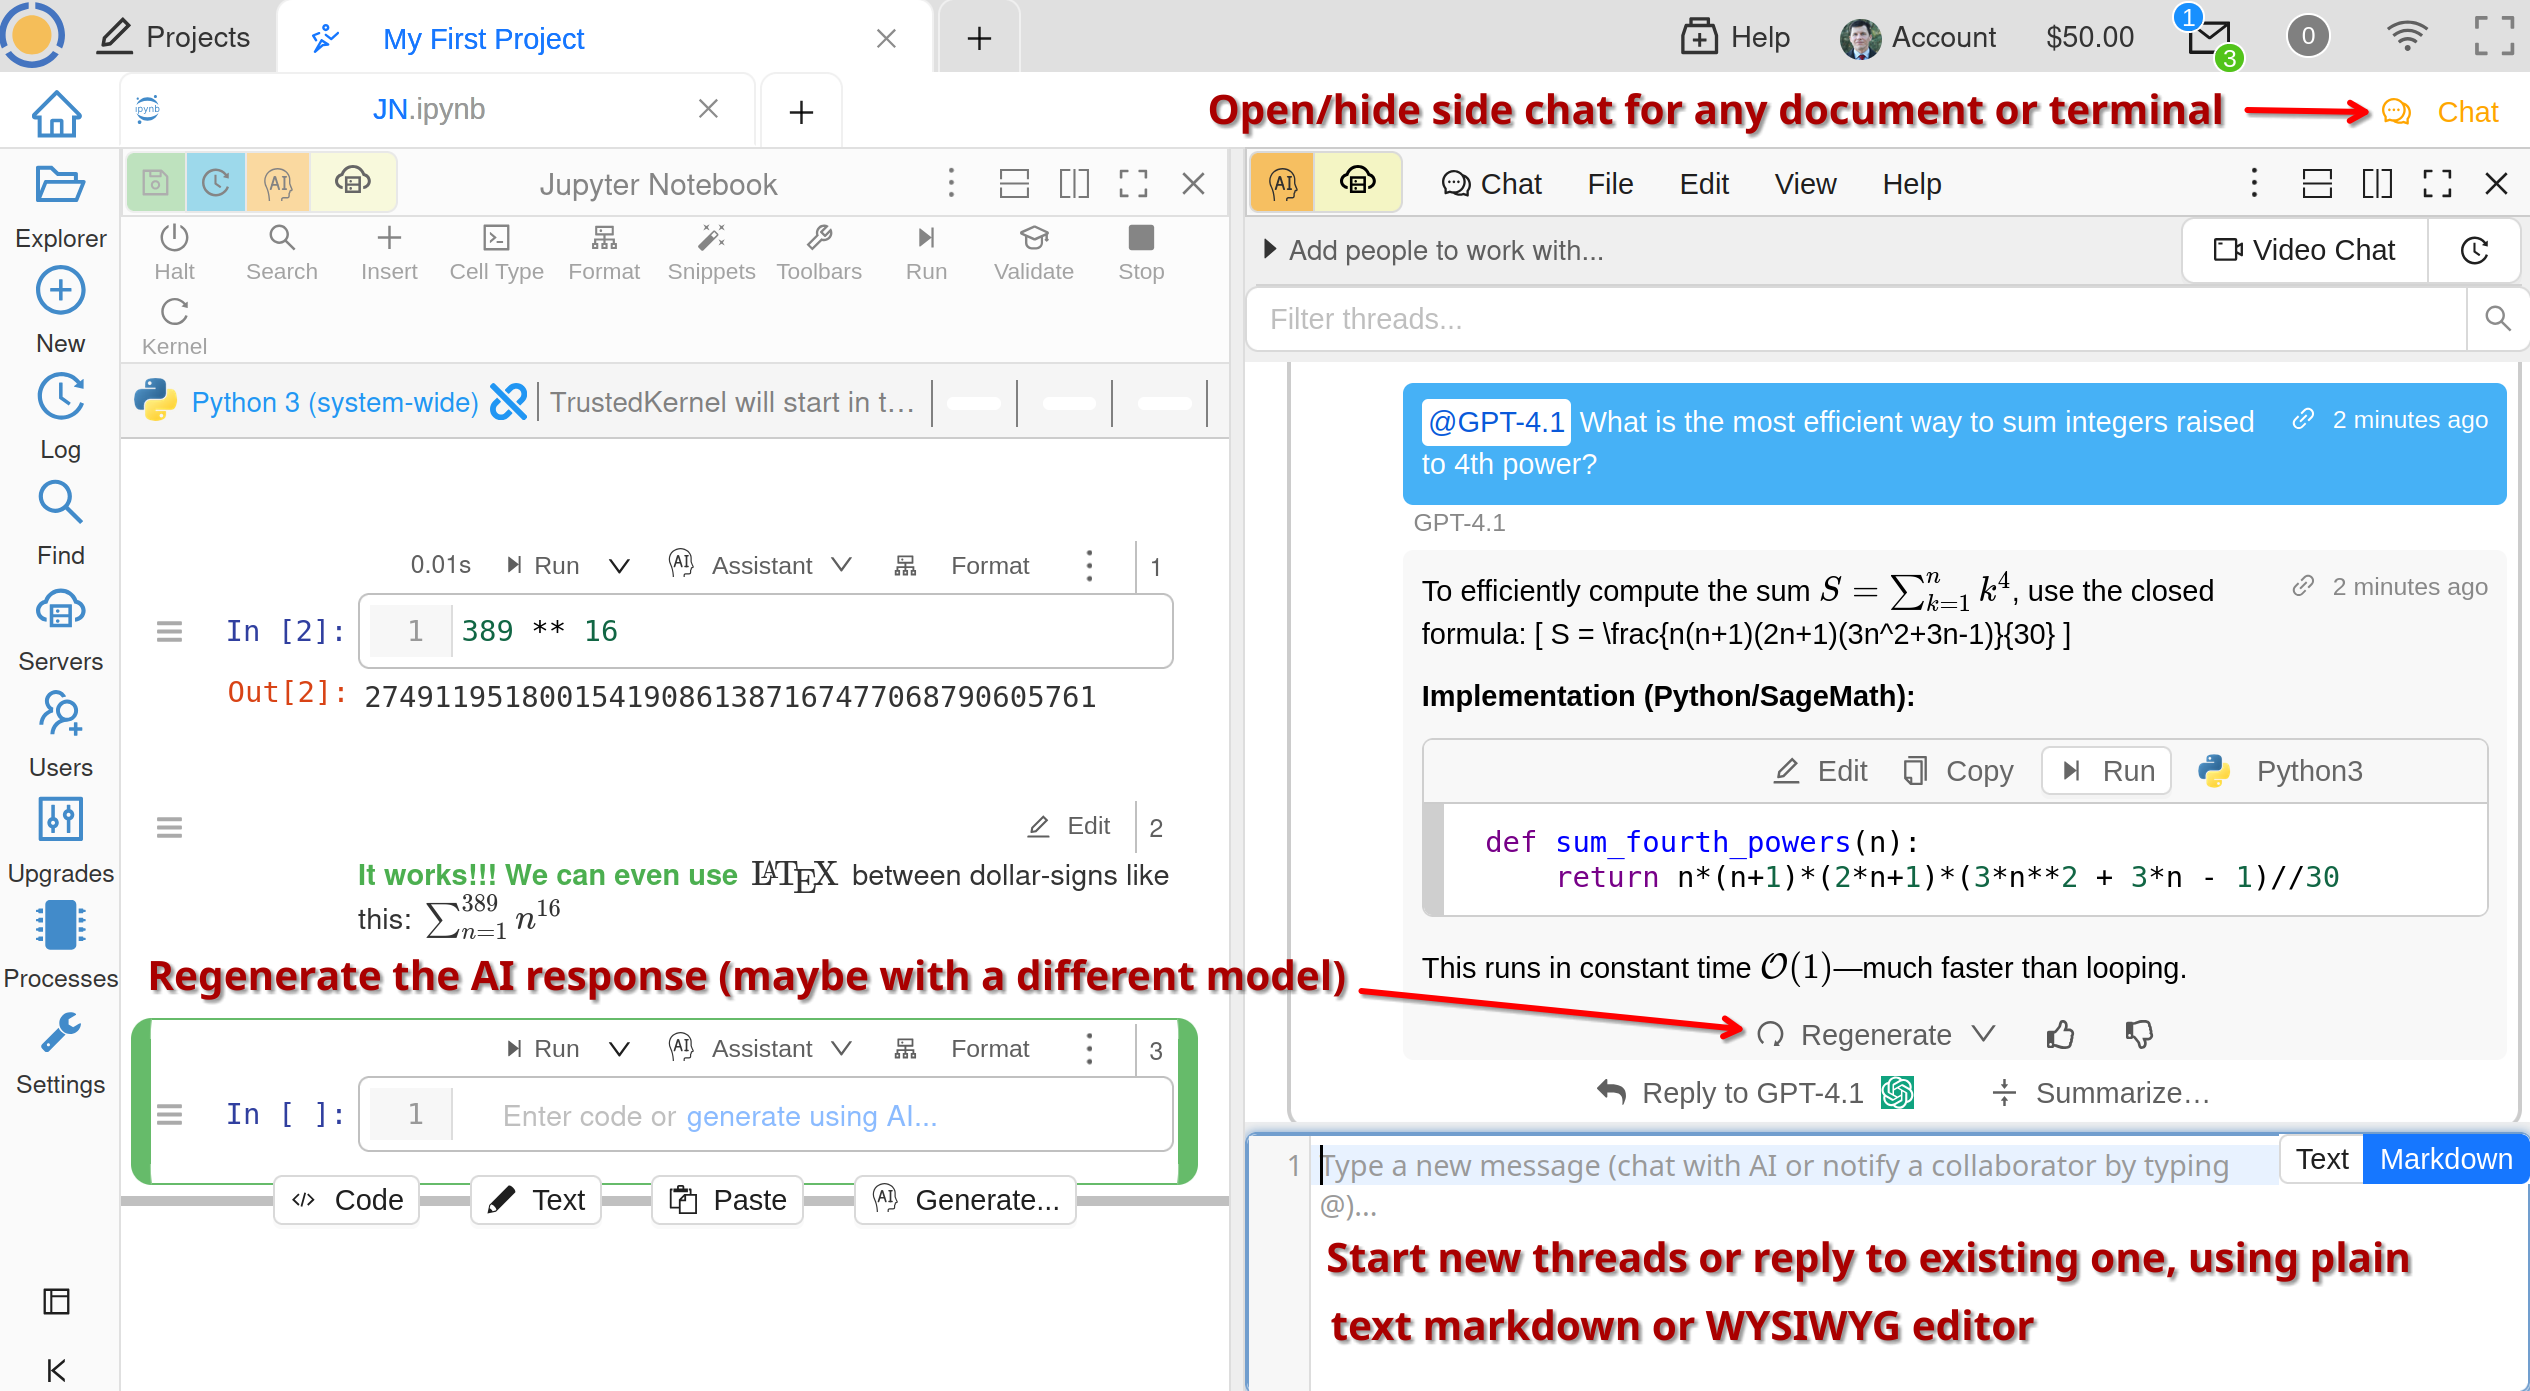 Projects
My First Project
Help
Account
$50.00
1
3
0
JN.ipynb
Open/hide side chat for any document or terminal
Chat
Explorer
New
Log
Find
Servers
Users
Upgrades
Processes
Settings
AI
Jupyter Notebook
Halt
Search
Insert
Cell Type
Format
Snippets
Toolbars
Run
Validate
Stop
Kernel
Python 3 (system-wide)
TrustedKernel will start in t...
0.01s
Run
AI Assistant
Format
1
In [2]:
1
389 ** 16
Out[2]:
274911951800154190861387167477068790605761
Edit
2
It works!!! We can even use LATEX between dollar-signs like
this: ∑_{n=1}^{389} n^{16}
Regenerate the AI response (maybe with a different model)
Run
AI Assistant
Format
3
In [ ]:
1
Enter code or generate using AI...
Code
Text
Paste
AI Generate...
AI
Chat
File
Edit
View
Help
Add people to work with...
Video Chat
Filter threads...
@GPT-4.1 What is the most efficient way to sum integers raised
to 4th power?
2 minutes ago
GPT-4.1
To efficiently compute the sum S = ∑_{k=1}^{n} k^4, use the closed
formula: [ S = \frac{n(n+1)(2n+1)(3n^2+3n-1)}{30} ]
2 minutes ago
Implementation (Python/SageMath):
Edit
Copy
Run
Python3
def sum_fourth_powers(n):
return n*(n+1)*(2*n+1)*(3*n**2 + 3*n - 1)//30
This runs in constant time O(1)—much faster than looping.
Regenerate
Reply to GPT-4.1
Summarize...
1
Type a new message (chat with AI or notify a collaborator by typing
@)...
Text
Markdown
Start new threads or reply to existing one, using plain
text markdown or WYSIWYG editor